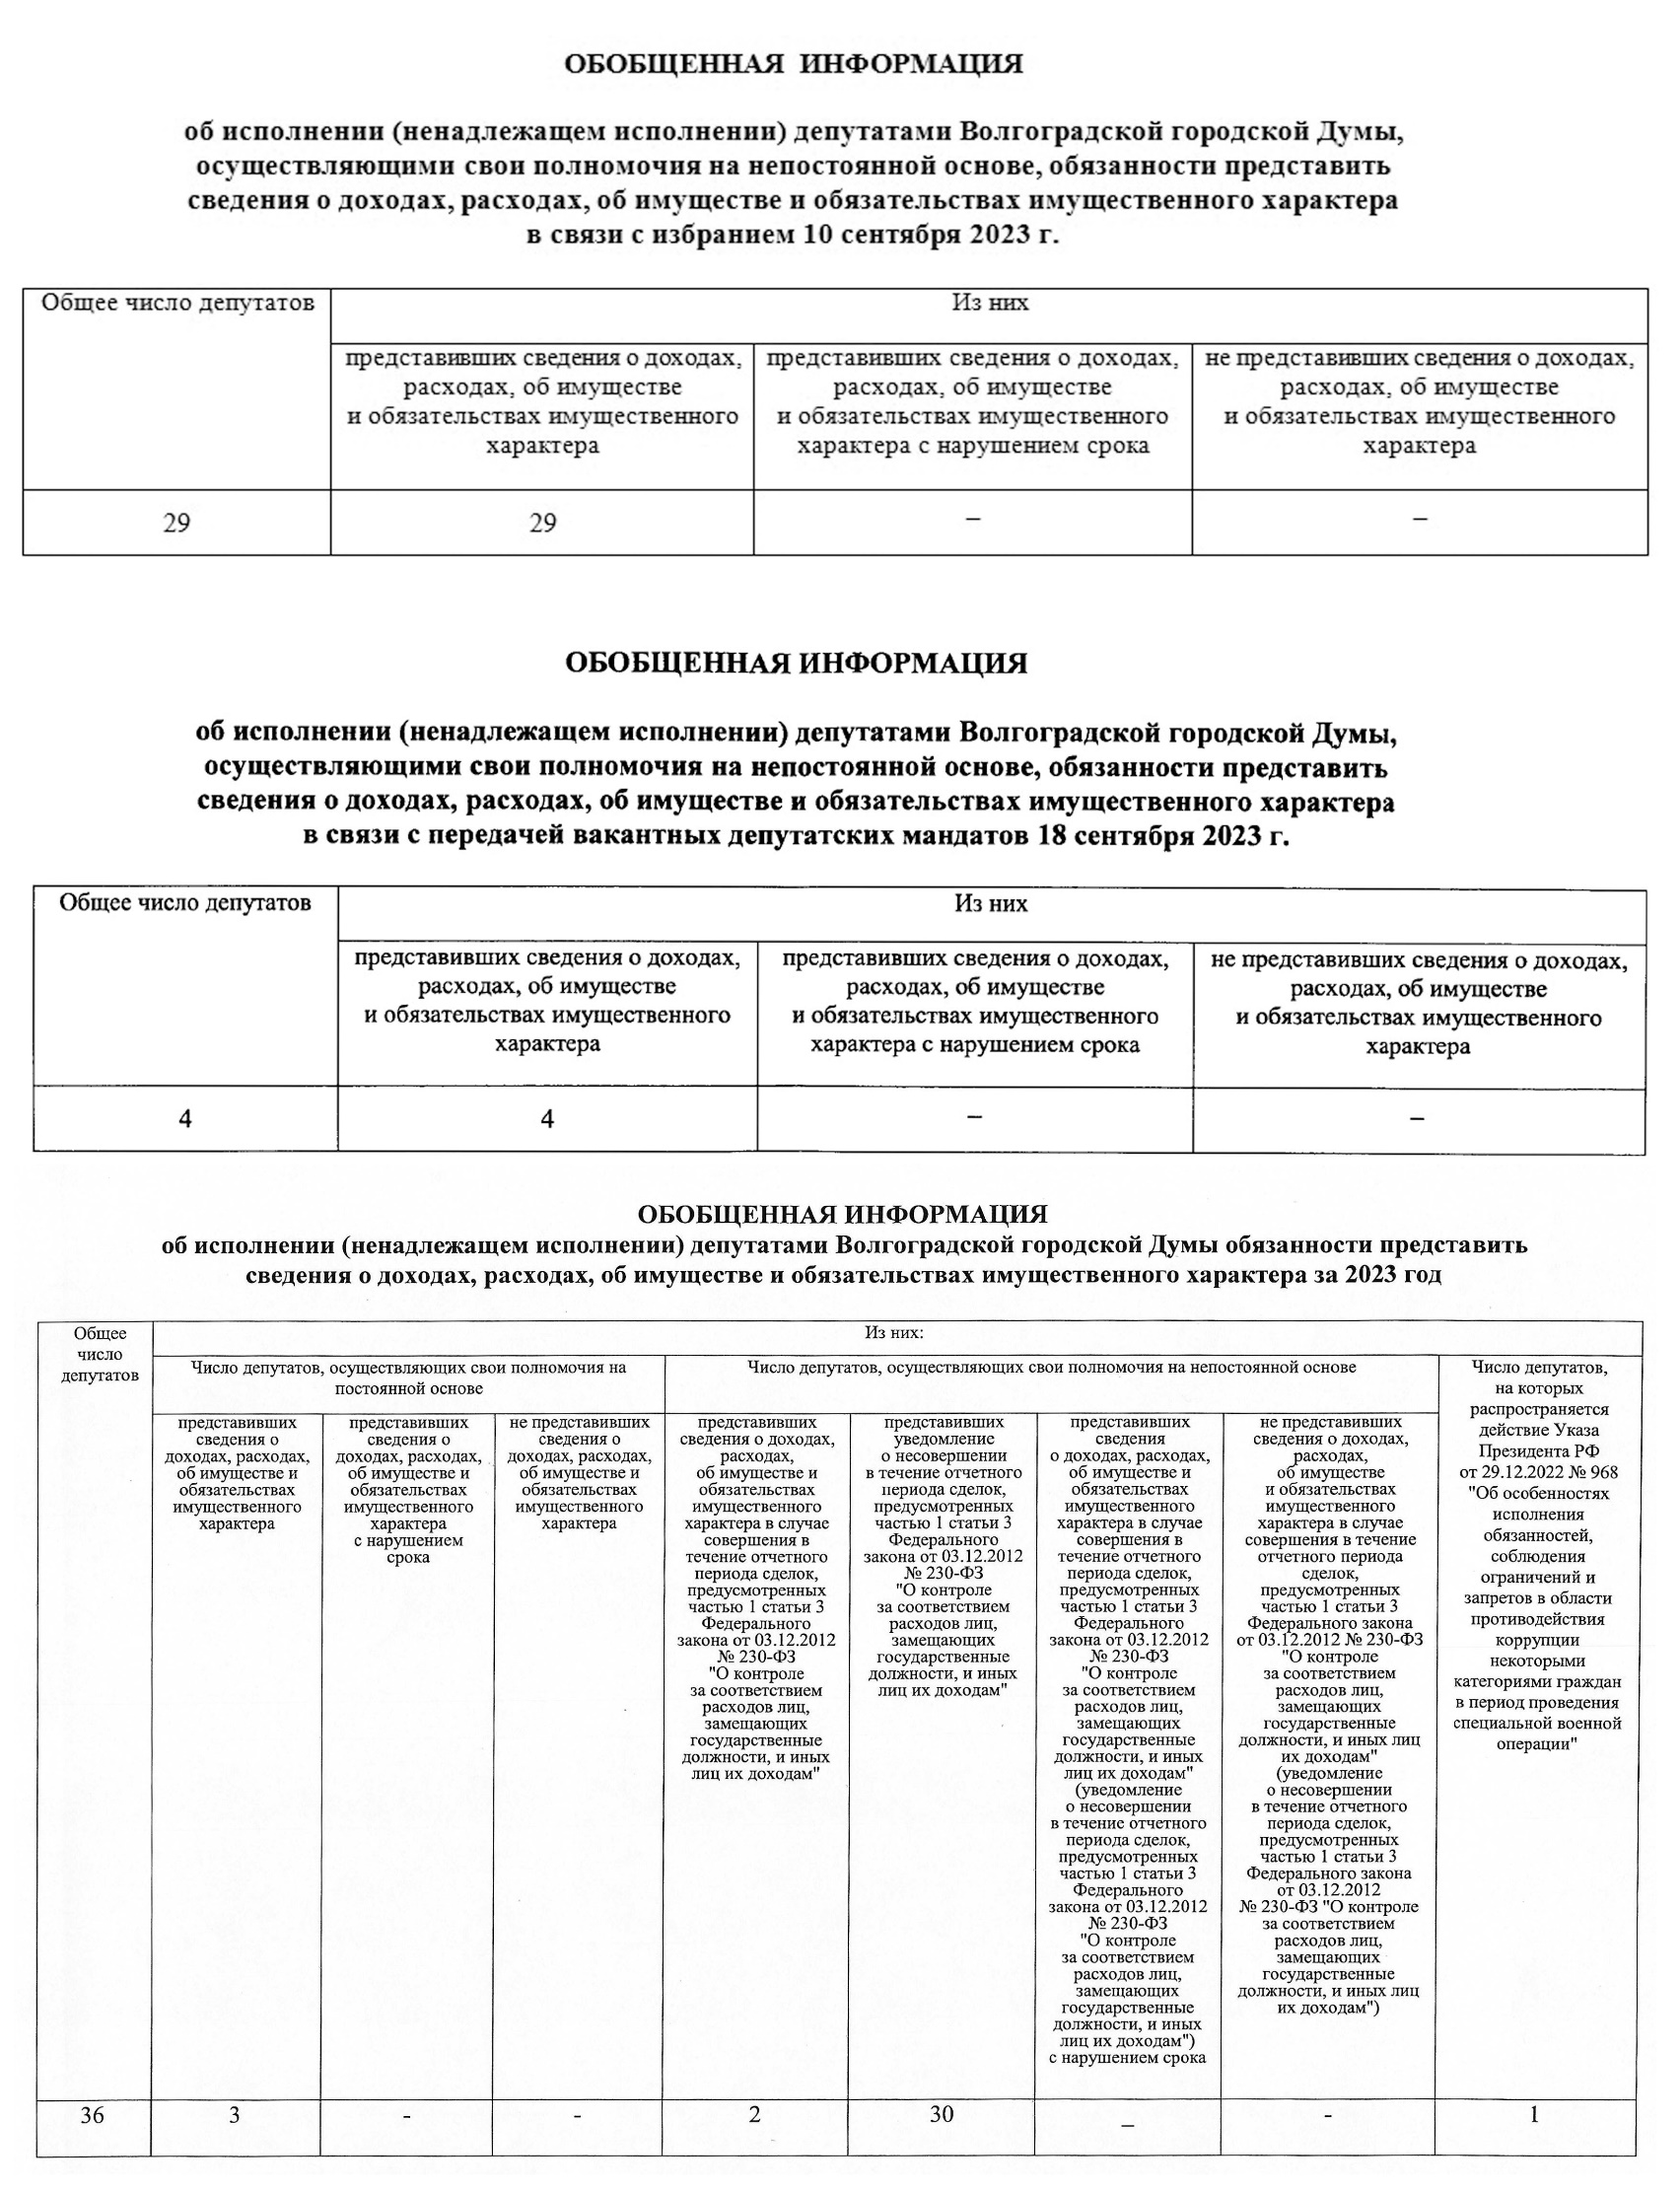 ОБОБЩЕННАЯ ИНФОРМАЦИЯ
об исполнении (ненадлежащем исполнении) депутатами Волгоградской городской Думы,
осуществляющими свои полномочия на непостоянной основе, обязанности представить
сведения о доходах, расходах, об имуществе и обязательствах имущественного характера
в связи с избранием 10 сентября 2023 г.
Общее число депутатов
Из них
представивших сведения о доходах,
расходах, об имуществе
и обязательствах имущественного
характера
представивших сведения о доходах,
расходах, об имуществе
и обязательствах имущественного
характера с нарушением срока
не представивших сведения о доходах,
расходах, об имуществе
и обязательствах имущественного
характера
29
29
–
–
ОБОБЩЕННАЯ ИНФОРМАЦИЯ
об исполнении (ненадлежащем исполнении) депутатами Волгоградской городской Думы,
осуществляющими свои полномочия на непостоянной основе, обязанности представить
сведения о доходах, расходах, об имуществе и обязательствах имущественного характера
в связи с передачей вакантных депутатских мандатов 18 сентября 2023 г.
Общее число депутатов
Из них
представивших сведения о доходах,
расходах, об имуществе
и обязательствах имущественного
характера
представивших сведения о доходах,
расходах, об имуществе
и обязательствах имущественного
характера с нарушением срока
не представивших сведения о доходах,
расходах, об имуществе
и обязательствах имущественного
характера
4
4
–
–
ОБОБЩЕННАЯ ИНФОРМАЦИЯ
об исполнении (ненадлежащем исполнении) депутатами Волгоградской городской Думы обязанности представить
сведения о доходах, расходах, об имуществе и обязательствах имущественного характера за 2023 год
Общее
число
депутатов
Из них:
Число депутатов, осуществляющих свои полномочия на
постоянной основе
Число депутатов, осуществляющих свои полномочия на непостоянной основе
Число депутатов,
на которых
распространяется
действие Указа
Президента РФ
от 29.12.2022 № 968
"Об особенностях
исполнения
обязанностей,
соблюдения
ограничений и
запретов в области
противодействия
коррупции
некоторыми
категориями граждан
в период проведения
специальной военной
операции"
представивших
сведения о
доходах, расходах,
об имуществе и
обязательствах
имущественного
характера
представивших
сведения о
доходах, расходах,
об имуществе и
обязательствах
имущественного
характера
с нарушением
срока
не представивших
сведения о
доходах, расходах,
об имуществе и
обязательствах
имущественного
характера
представивших
сведения о доходах,
расходах,
об имуществе и
обязательствах
имущественного
характера в случае
совершения в
течение отчетного
периода сделок,
предусмотренных
частью 1 статьи 3
Федерального
закона от 03.12.2012
№ 230-ФЗ
"О контроле
за соответствием
расходов лиц,
замещающих
государственные
должности, и иных
лиц их доходам"
представивших
уведомление
о несовершении
в течение отчетного
периода сделок,
предусмотренных
частью 1 статьи 3
Федерального
закона от 03.12.2012
№ 230-ФЗ
"О контроле
за соответствием
расходов лиц,
замещающих
государственные
должности, и иных
лиц их доходам"
представивших
сведения
о доходах, расходах,
об имуществе и
обязательствах
имущественного
характера в случае
совершения в
течение отчетного
периода сделок,
предусмотренных
частью 1 статьи 3
Федерального
закона от 03.12.2012
№ 230-ФЗ
"О контроле
за соответствием
расходов лиц,
замещающих
государственные
должности, и иных
лиц их доходам"
(уведомление
о несовершении
в течение отчетного
периода сделок,
предусмотренных
частью 1 статьи 3
Федерального
закона от 03.12.2012
№ 230-ФЗ
"О контроле
за соответствием
расходов лиц,
замещающих
государственные
должности, и иных
лиц их доходам")
с нарушением срока
не представивших
сведения о доходах,
расходах,
об имуществе
и обязательствах
имущественного
характера в случае
совершения в течение
отчетного периода
сделок,
предусмотренных
частью 1 статьи 3
Федерального закона
от 03.12.2012 № 230-ФЗ
"О контроле
за соответствием
расходов лиц,
замещающих
государственные
должности, и иных лиц
их доходам"
(уведомление
о несовершении
в течение отчетного
периода сделок,
предусмотренных
частью 1 статьи 3
Федерального закона
от 03.12.2012
№ 230-ФЗ "О контроле
за соответствием
расходов лиц,
замещающих
государственные
должности, и иных лиц
их доходам")
36
3
-
-
2
30
_
-
1